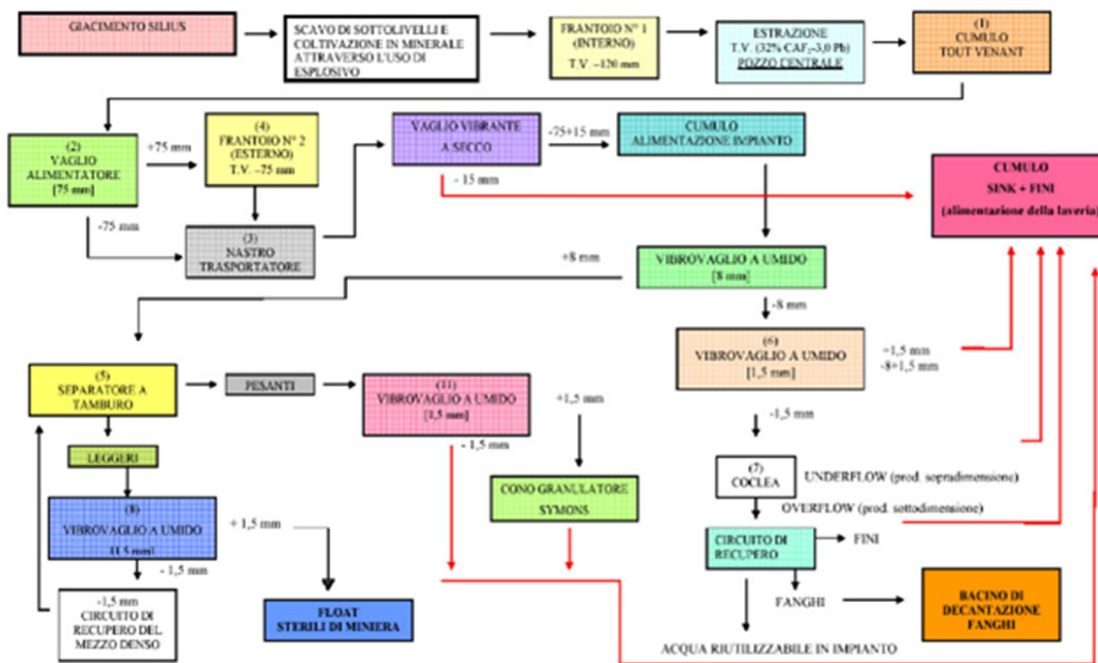 GIACIMENTO SILIUS
SCAVO DI SOTTOLIVELLI E
COLTIVAZIONE IN MINERALE
ATTRAVERSO L'USO DI
ESPLOSIVO
FRANTOIO N° 1
(INTERNO)
T.V. –120 mm
ESTRAZIONE
T.V. (32% CAF₂-3,0 Pb)
POZZO CENTRALE
(1)
CUMULO
TOUT VENANT
(2)
VAGLIO
ALIMENTATORE
[75 mm]
+75 mm
-75 mm
(4)
FRANTOIO N° 2
(ESTERNO)
T.V. –75 mm
(3)
NASTRO
TRASPORTATORE
VAGLIO VIBRANTE
A SECCO
-75+15 mm
- 15 mm
CUMULO
ALIMENTAZIONE IMPIANTO
CUMULO
SINK + FINI
(alimentazione della laveria)
+8 mm
VIBROVAGLIO A UMIDO
[8 mm]
-8 mm
(6)
VIBROVAGLIO A UMIDO
[1,5 mm]
+1,5 mm
-8+1,5 mm
-1,5 mm
(5)
SEPARATORE A
TAMBURO
PESANTI
(11)
VIBROVAGLIO A UMIDO
[1,5 mm]
+1,5 mm
- 1,5 mm
LEGGERI
(8)
VIBROVAGLIO A UMIDO
[1,5 mm]
+ 1,5 mm
- 1,5 mm
CONO GRANULATORE
SYMONS
(7)
COCLEA
UNDERFLOW (prod. sopradimensione)
OVERFLOW (prod. sottodimensione)
CIRCUITO DI
RECUPERO
FINI
FANGHI
BACINO DI
DECANTAZIONE
FANGHI
-1,5 mm
CIRCUITO DI
RECUPERO DEL
MEZZO DENSO
FLOAT
STERILI DI MINIERA
ACQUA RIUTILIZZABILE IN IMPIANTO